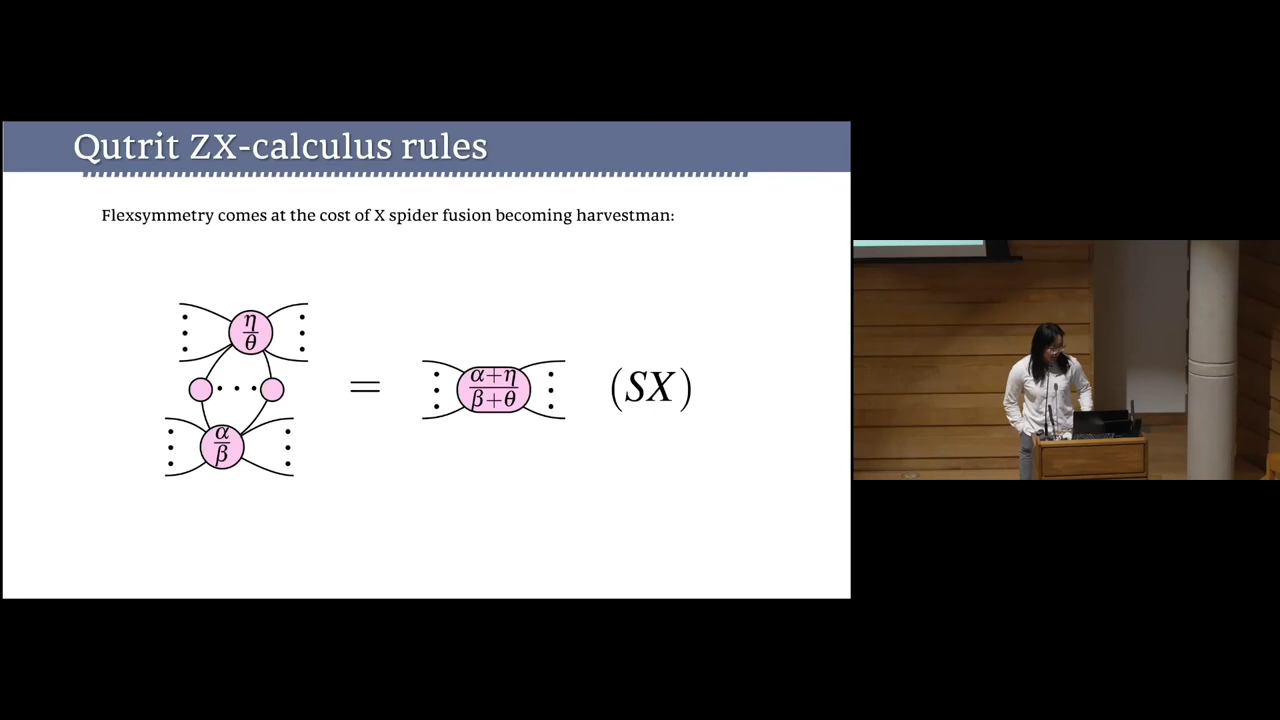 Qutrit ZX-calculus rules
Flexsymmetry comes at the cost of X spider fusion becoming harvestman:
η
θ
α
β
=
α+η
β+θ
(SX)